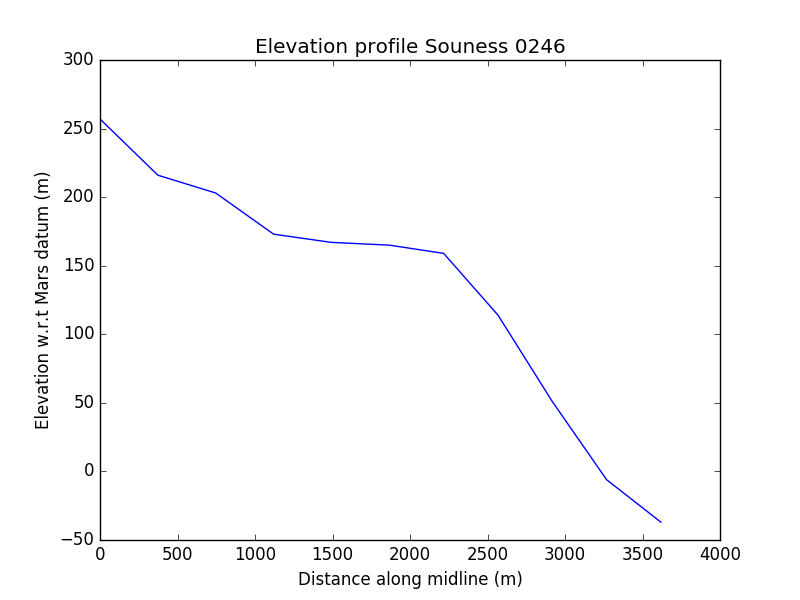 Elevation profile Souness 0246
300
250
200
150
100
50
0
−50
Elevation w.r.t Mars datum (m)
0 500 1000 1500 2000 2500 3000 3500 4000
Distance along midline (m)